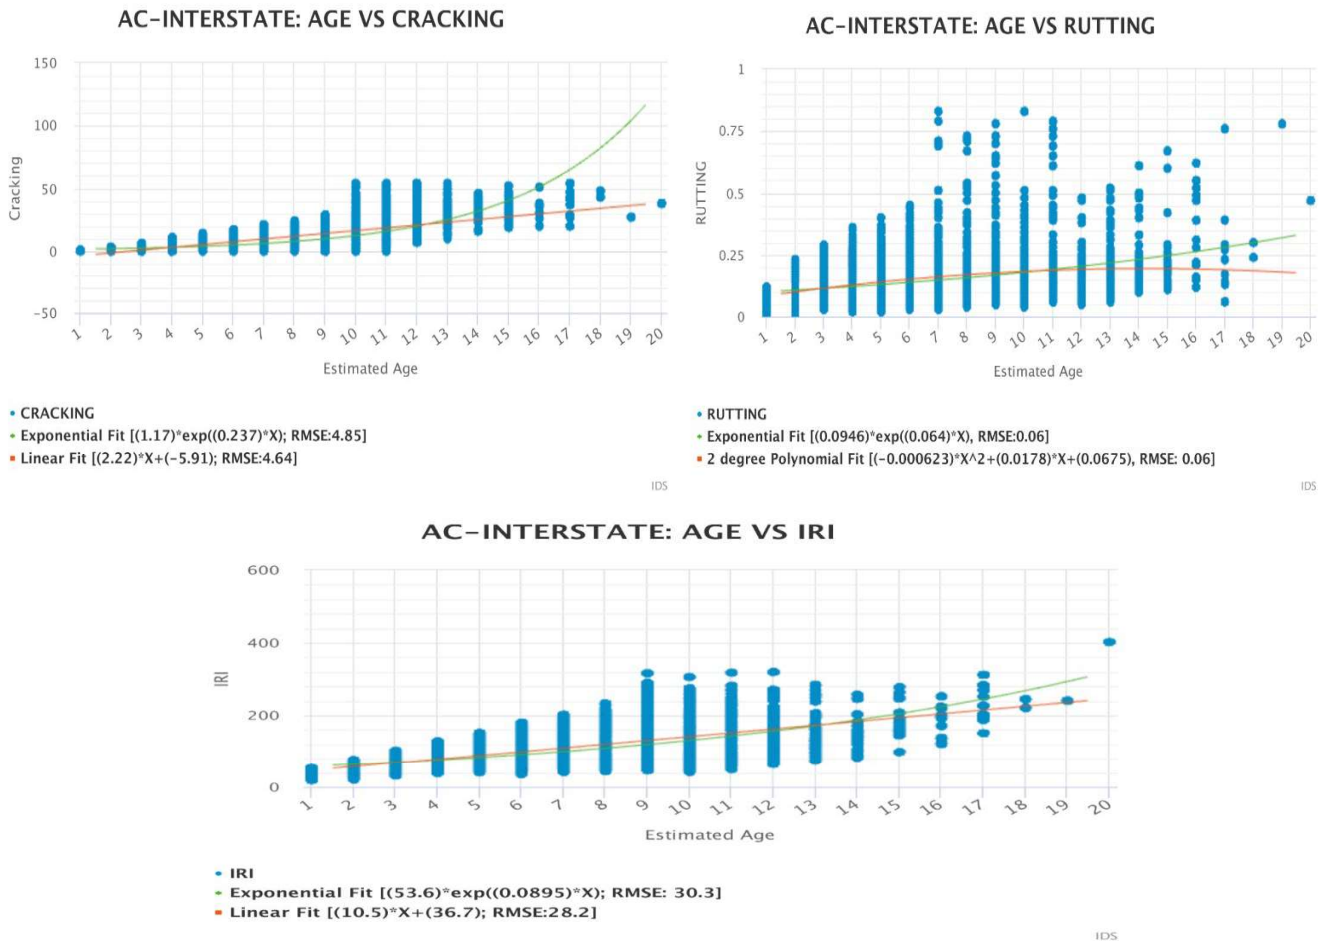 AC-INTERSTATE: AGE VS CRACKING
150
100
50
0
-50
Cracking
1 2 3 4 5 6 7 8 9 10 11 12 13 14 15 16 17 18 19 20
Estimated Age
CRACKING
Exponential Fit [(1.17)*exp((0.237)*X); RMSE:4.85]
Linear Fit [(2.22)*X+(-5.91); RMSE:4.64]
IDS
AC-INTERSTATE: AGE VS RUTTING
1
0.75
0.5
0.25
0
RUTTING
1 2 3 4 5 6 7 8 9 10 11 12 13 14 15 16 17 18 19 20
Estimated Age
RUTTING
Exponential Fit [(0.0946)*exp((0.064)*X), RMSE:0.06]
2 degree Polynomial Fit [(-0.000623)*X^2+(0.0178)*X+(0.0675), RMSE: 0.06]
IDS
AC-INTERSTATE: AGE VS IRI
600
400
200
0
IRI
1 2 3 4 5 6 7 8 9 10 11 12 13 14 15 16 17 18 19 20
Estimated Age
IRI
Exponential Fit [(53.6)*exp((0.0895)*X); RMSE: 30.3]
Linear Fit [(10.5)*X+(36.7); RMSE:28.2]
IDS